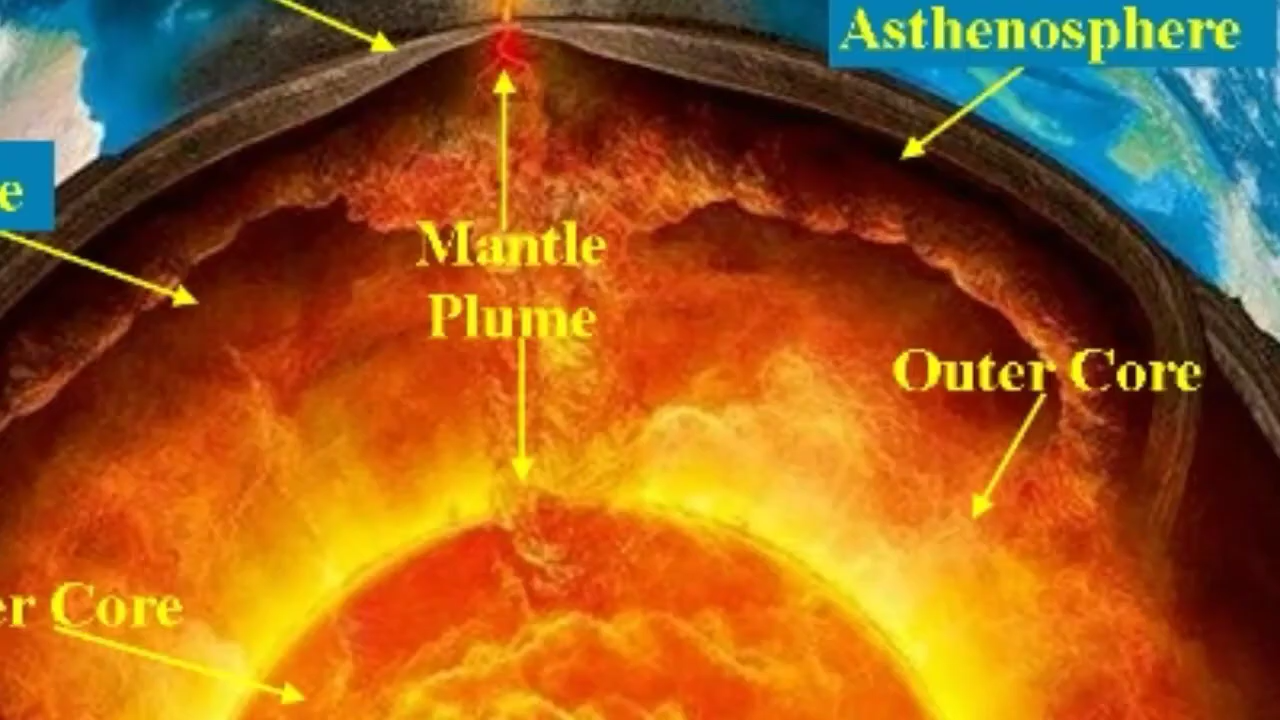 Asthenosphere
e
Mantle
Plume
Outer Core
er Core